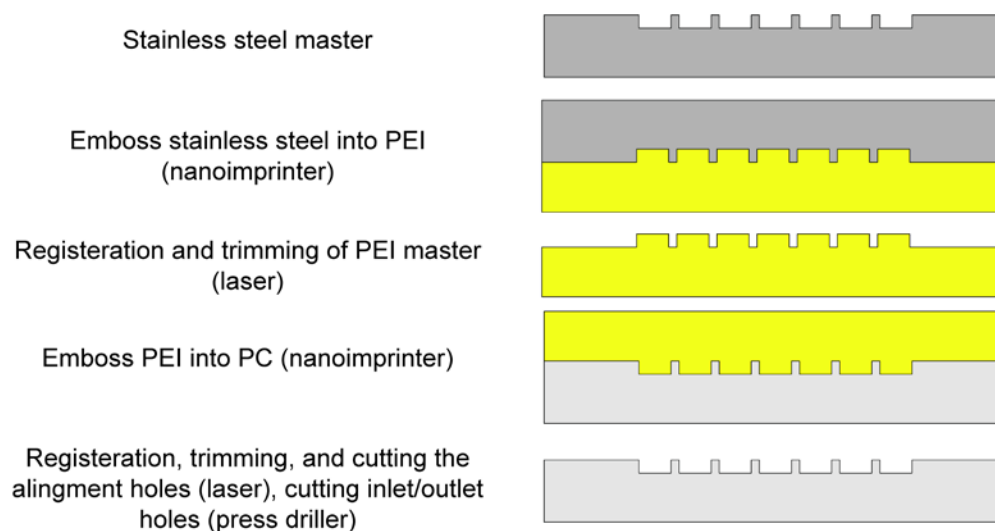 Stainless steel master
Emboss stainless steel into PEI
(nanoimprinter)
Registeration and trimming of PEI master
(laser)
Emboss PEI into PC (nanoimprinter)
Registeration, trimming, and cutting the
alingment holes (laser), cutting inlet/outlet
holes (press driller)